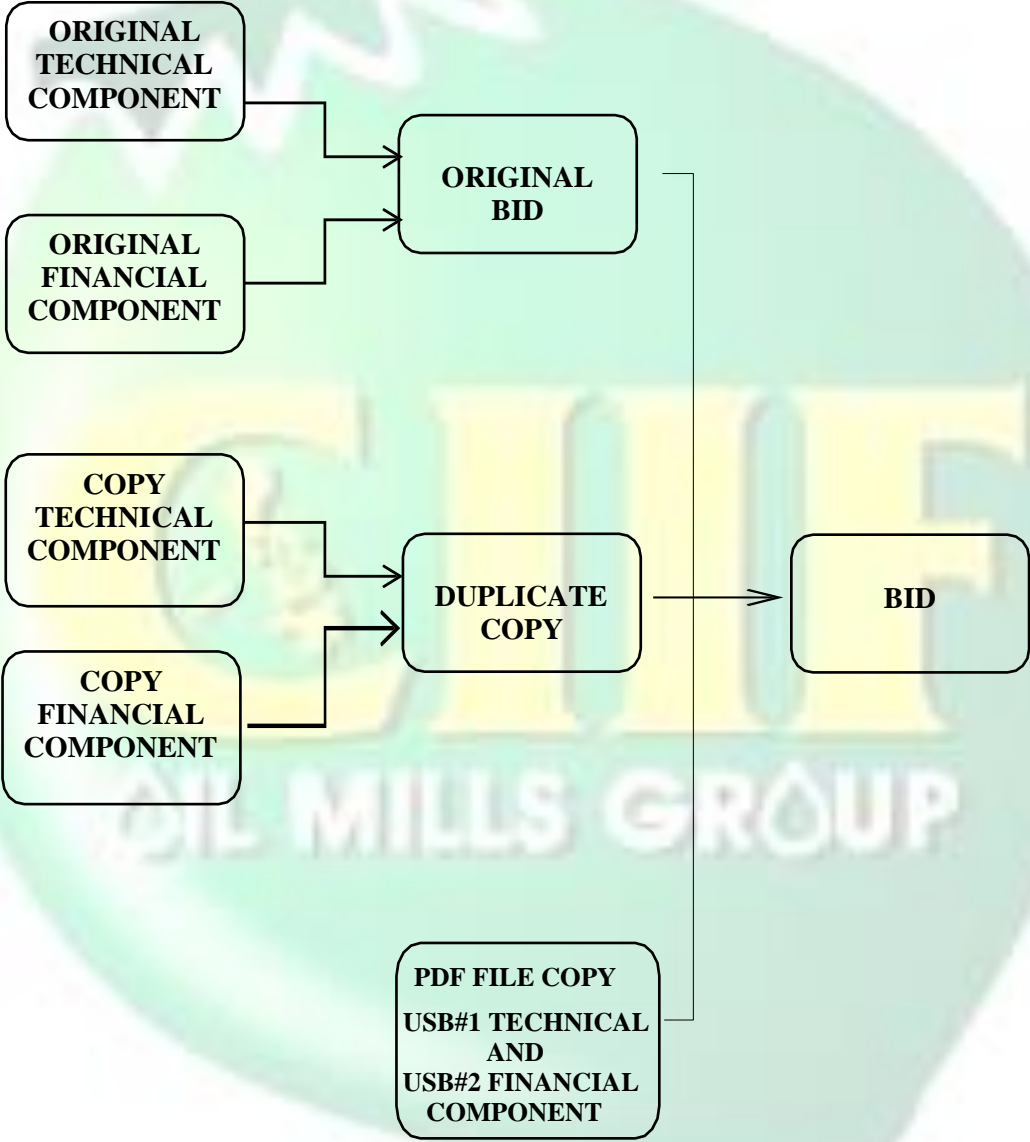 ORIGINAL
TECHNICAL
COMPONENT
ORIGINAL
BID
ORIGINAL
FINANCIAL
COMPONENT
COPY
TECHNICAL
COMPONENT
DUPLICATE
COPY
BID
COPY
FINANCIAL
COMPONENT
CIIF
OIL MILLS GROUP
PDF FILE COPY
USB#1 TECHNICAL
AND
USB#2 FINANCIAL
COMPONENT